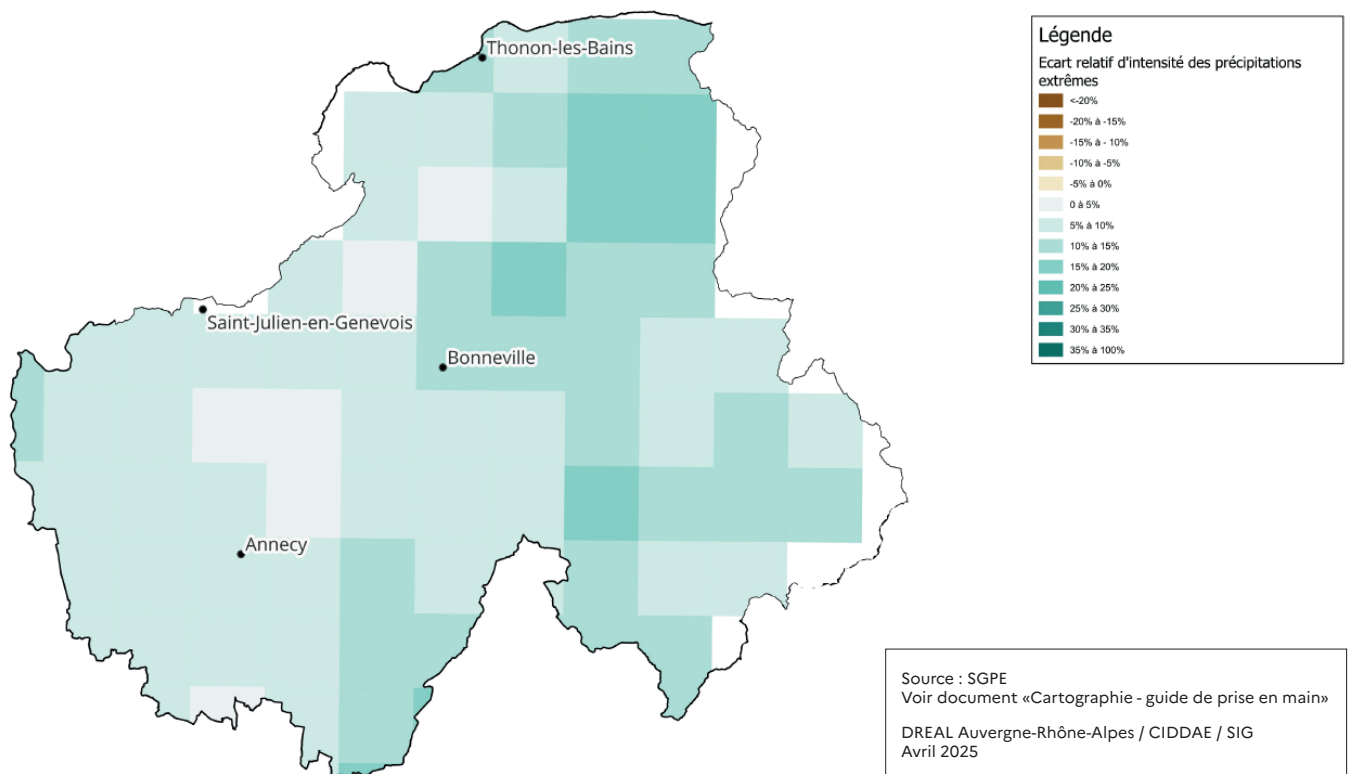 Thonon-les-Bains
Saint-Julien-en-Genevois
Bonneville
Annecy
Légende
Ecart relatif d'intensité des précipitations
extrêmes
<-20%
-20% à -15%
-15% à - 10%
-10% à -5%
-5% à 0%
0 à 5%
5% à 10%
10% à 15%
15% à 20%
20% à 25%
25% à 30%
30% à 35%
35% à 100%
Source : SGPE
Voir document «Cartographie - guide de prise en main»
DREAL Auvergne-Rhône-Alpes / CIDDAE / SIG
Avril 2025